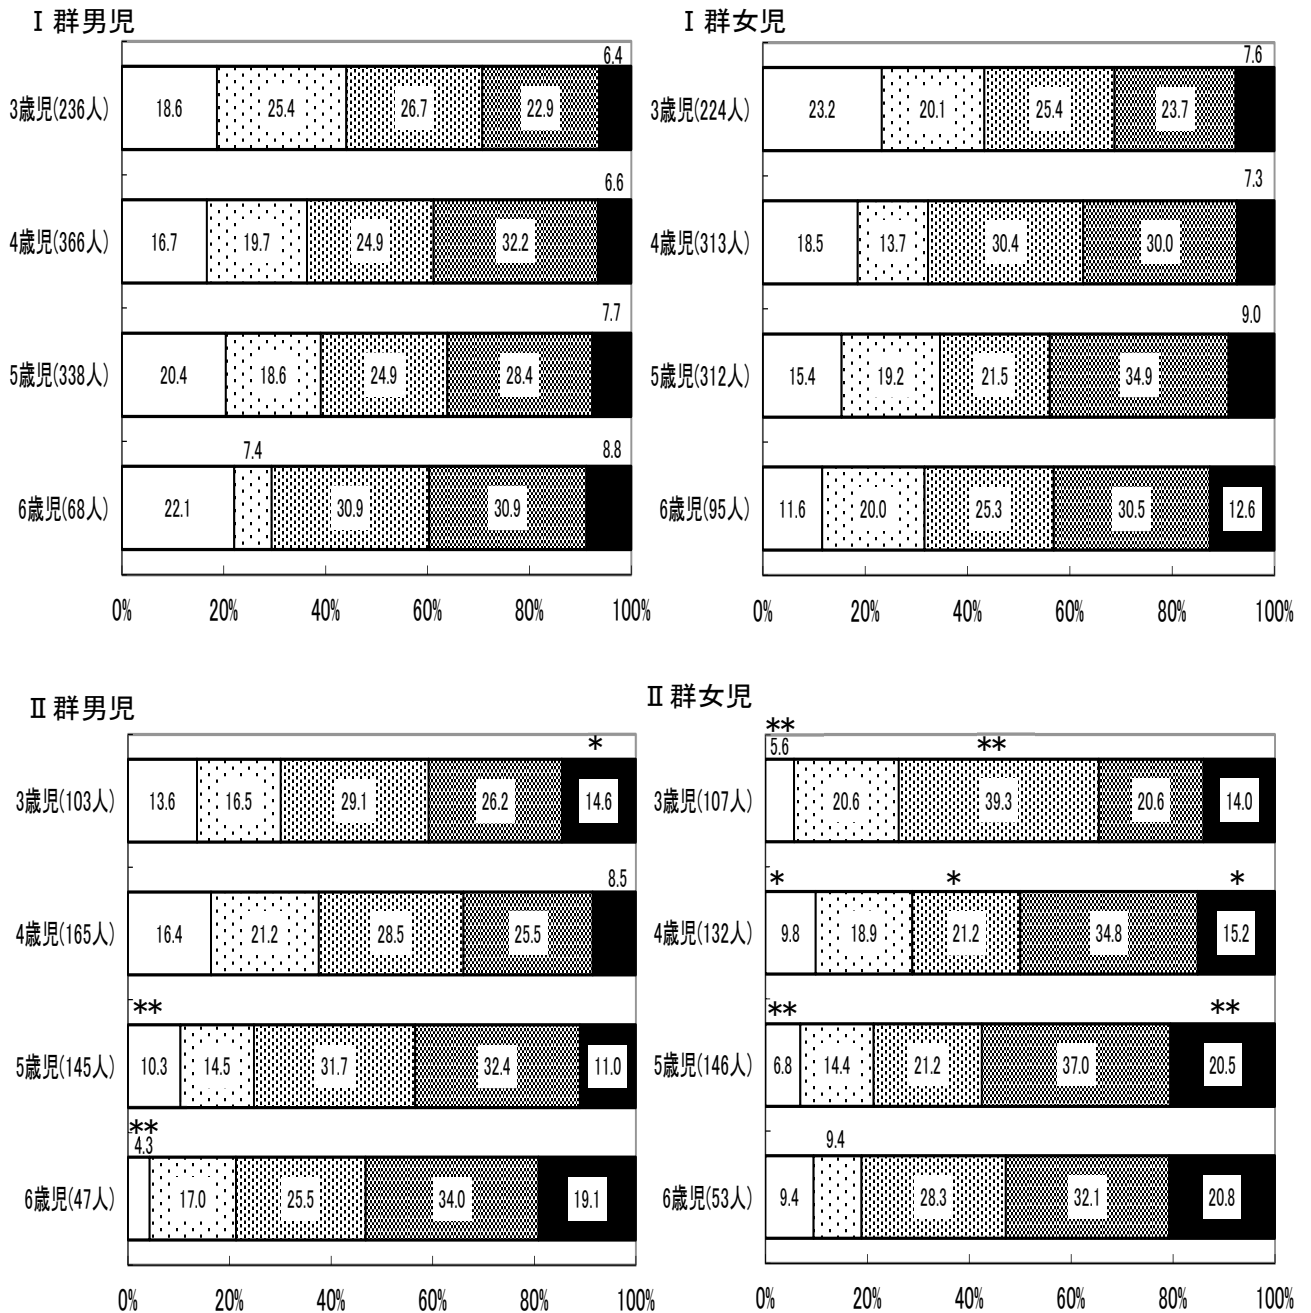 Ⅰ群男児
6.4
3歳児(236人) 18.6 25.4 26.7 22.9
6.6
4歳児(366人) 16.7 19.7 24.9 32.2
7.7
5歳児(338人) 20.4 18.6 24.9 28.4
7.4 8.8
6歳児(68人) 22.1 30.9 30.9
0% 20% 40% 60% 80% 100%
Ⅰ群女児
7.6
3歳児(224人) 23.2 20.1 25.4 23.7
7.3
4歳児(313人) 18.5 13.7 30.4 30.0
9.0
5歳児(312人) 15.4 19.2 21.5 34.9
6歳児(95人) 11.6 20.0 25.3 30.5 12.6
0% 20% 40% 60% 80% 100%
Ⅱ群男児
*
3歳児(103人) 13.6 16.5 29.1 26.2 14.6
8.5
4歳児(165人) 16.4 21.2 28.5 25.5
**
5歳児(145人) 10.3 14.5 31.7 32.4 11.0
**
4.3
6歳児(47人) 17.0 25.5 34.0 19.1
0% 20% 40% 60% 80% 100%
Ⅱ群女児
**
5.6 **
3歳児(107人) 20.6 39.3 20.6 14.0
* * *
4歳児(132人) 9.8 18.9 21.2 34.8 15.2
** **
5歳児(146人) 6.8 14.4 21.2 37.0 20.5
9.4
6歳児(53人) 9.4 28.3 32.1 20.8
0% 20% 40% 60% 80% 100%